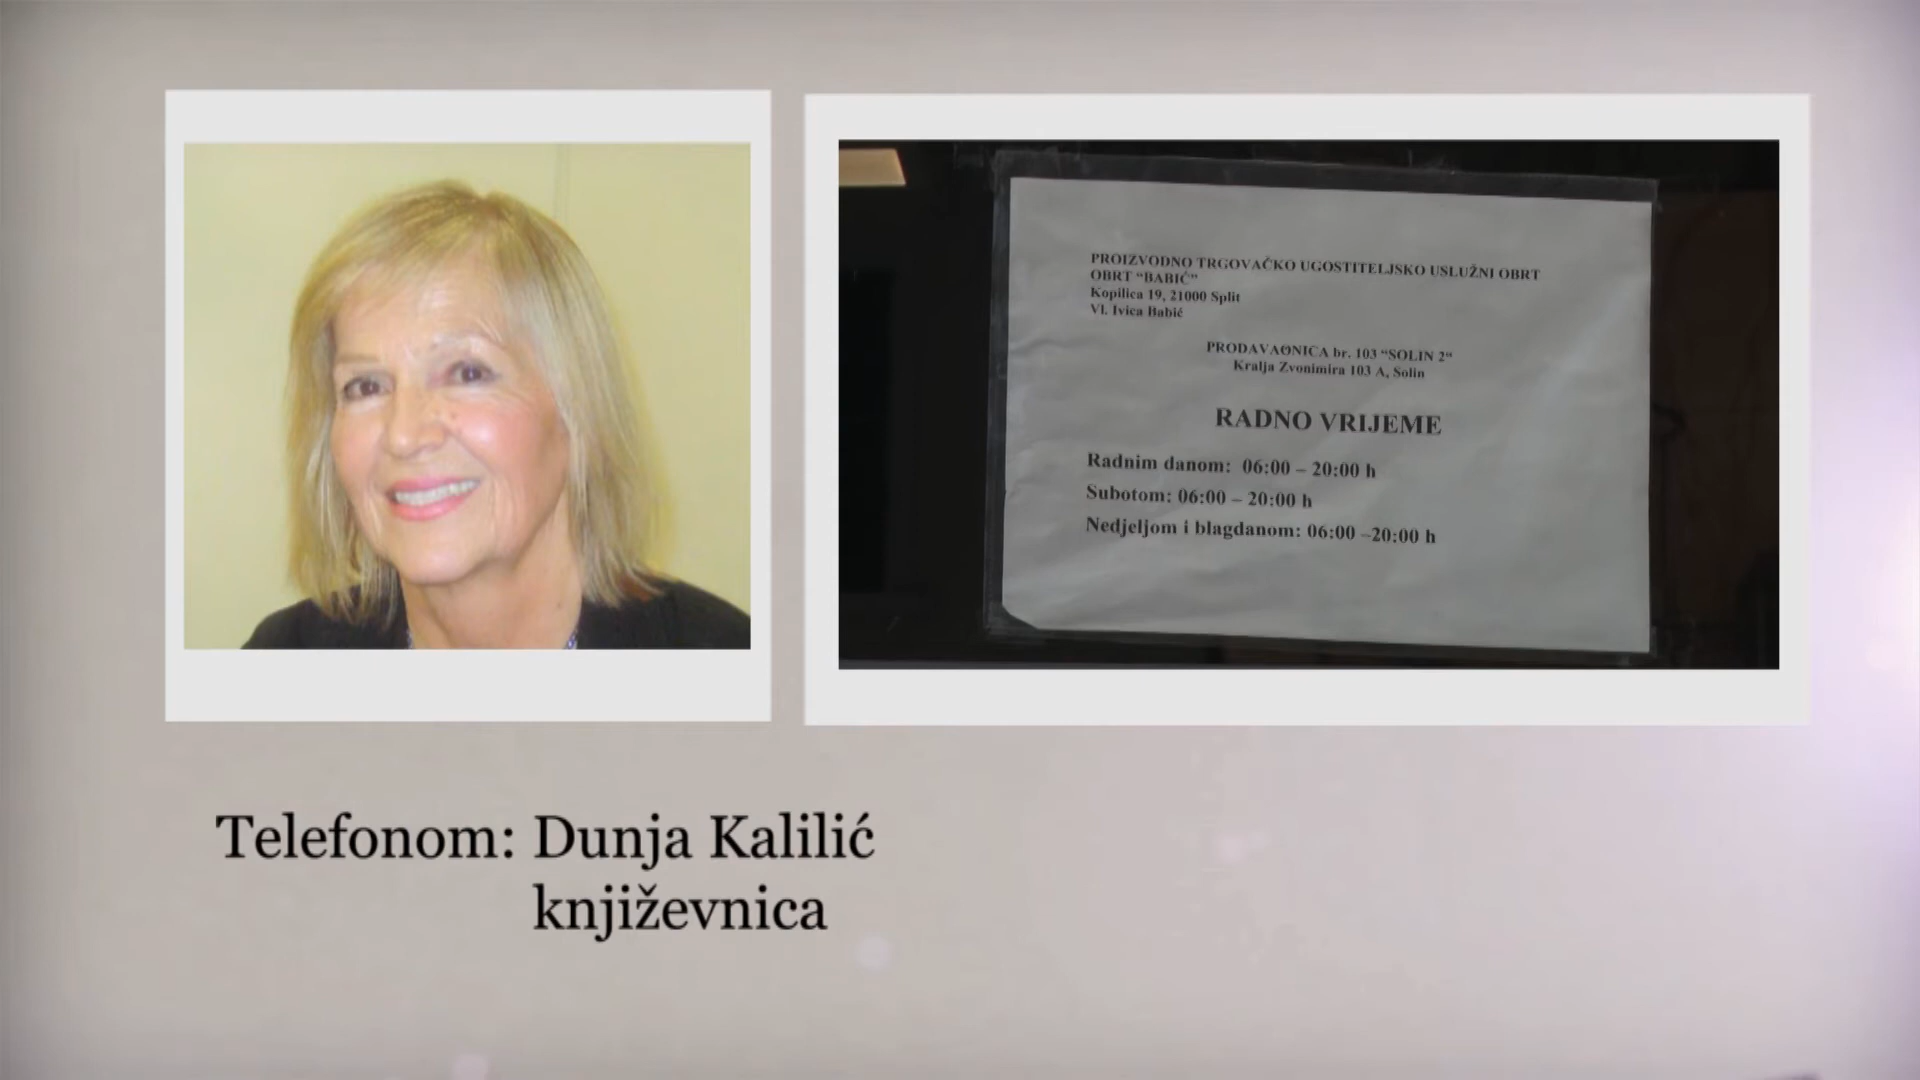 PROIZVODNO TRGOVAČKO UGOSTITELJSKO USLUŽNI OBRT
OBRT "BABIĆ"
Kopilica 19, 21000 Split
Vl. Ivica Babić
PRODAVAONICA br. 103 "SOLIN 2"
Kralja Zvonimira 103 A, Solin
RADNO VRIJEME
Radnim danom: 06:00 – 20:00 h
Subotom: 06:00 – 20:00 h
Nedjeljom i blagdanom: 06:00 –20:00 h
Telefonom: Dunja Kalilić
književnica